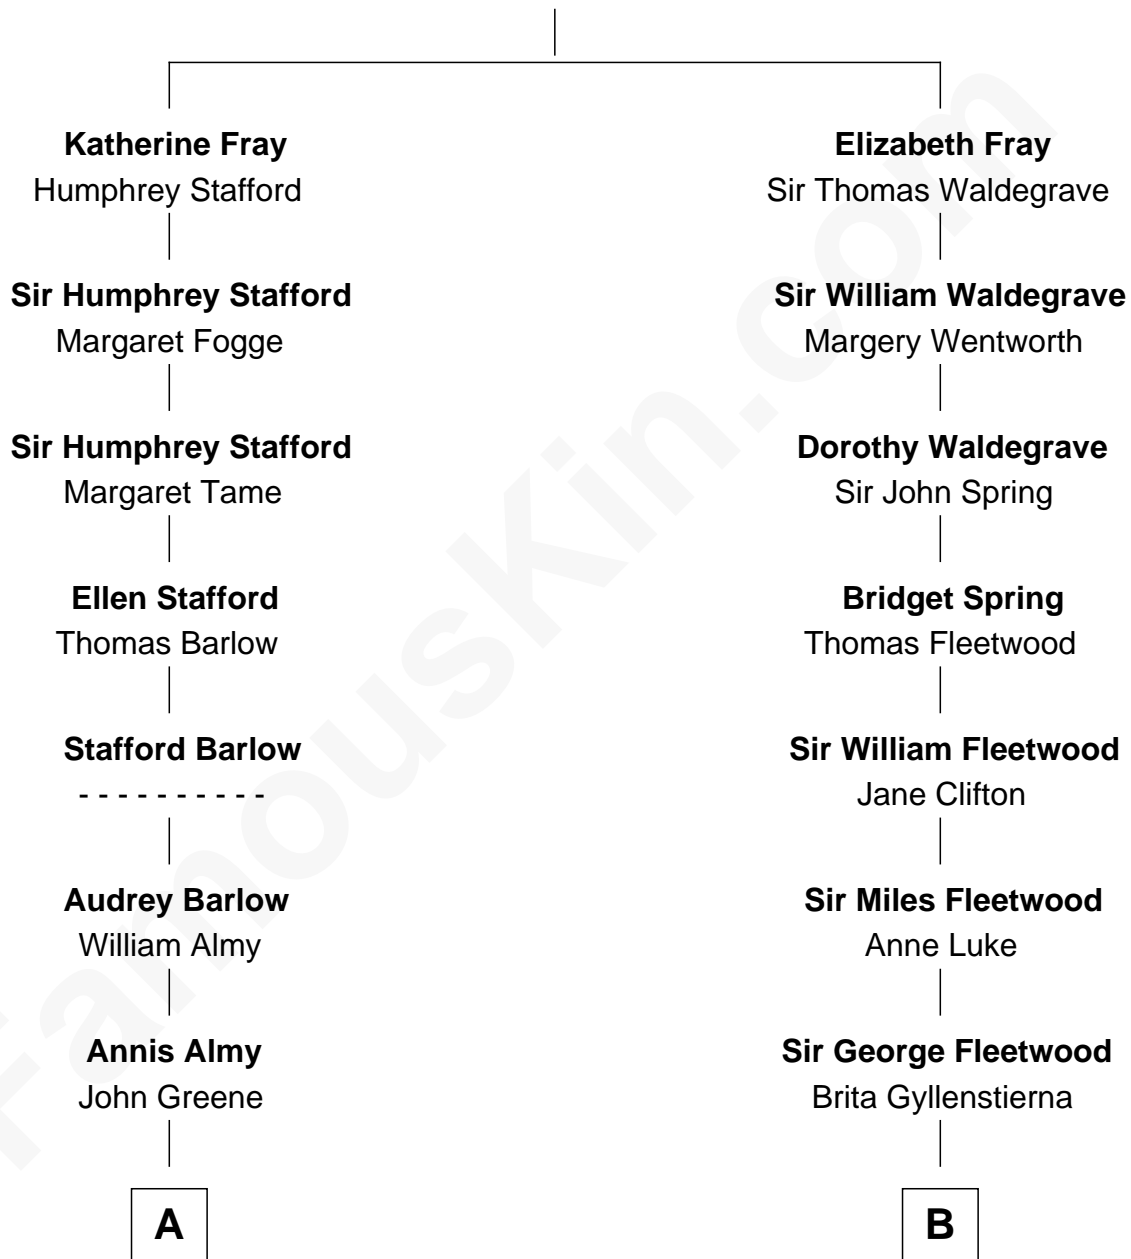 Katherine Fray
Humphrey Stafford
Sir Humphrey Stafford
Margaret Fogge
Sir Humphrey Stafford
Margaret Tame
Ellen Stafford
Thomas Barlow
Stafford Barlow
- - - - - - - - - -
Audrey Barlow
William Almy
Annis Almy
John Greene
A
Elizabeth Fray
Sir Thomas Waldegrave
Sir William Waldegrave
Margery Wentworth
Dorothy Waldegrave
Sir John Spring
Bridget Spring
Thomas Fleetwood
Sir William Fleetwood
Jane Clifton
Sir Miles Fleetwood
Anne Luke
Sir George Fleetwood
Brita Gyllenstierna
B
FamousKin.com